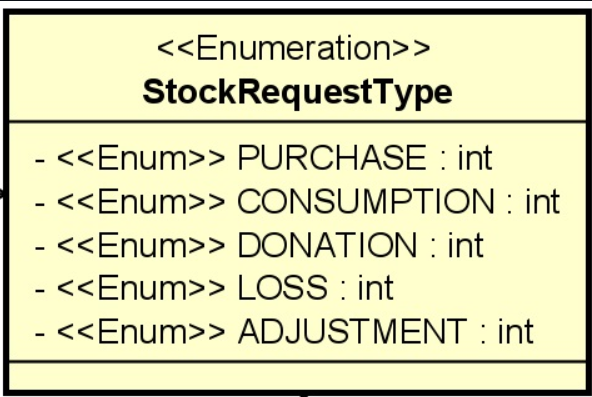 <<Enumeration>>
StockRequestType
- <<Enum>> PURCHASE : int
- <<Enum>> CONSUMPTION : int
- <<Enum>> DONATION : int
- <<Enum>> LOSS : int
- <<Enum>> ADJUSTMENT : int